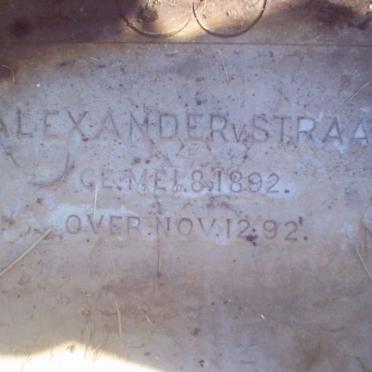 ALEXANDER v STRAA
GE. MEI. 8. 1892.
OVER. NOV. 12. 92.